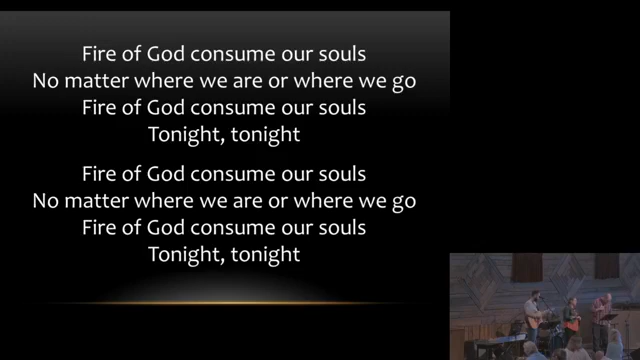 Fire of God consume our souls
No matter where we are or where we go
Fire of God consume our souls
Tonight, tonight
Fire of God consume our souls
No matter where we are or where we go
Fire of God consume our souls
Tonight, tonight